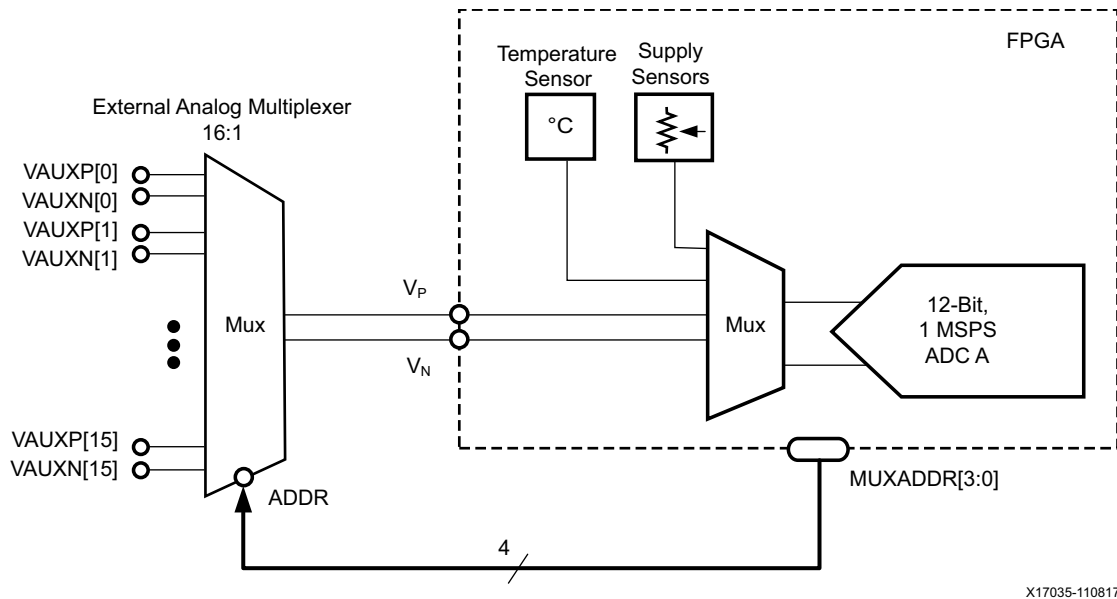 FPGA
Temperature
Sensor
Supply
Sensors
°C
External Analog Multiplexer
16:1
VAUXP[0]
VAUXN[0]
VAUXP[1]
VAUXN[1]
Mux
VAUXP[15]
VAUXN[15]
ADDR
VP
VN
Mux
12-Bit,
1 MSPS
ADC A
MUXADDR[3:0]
4
X17035-110817